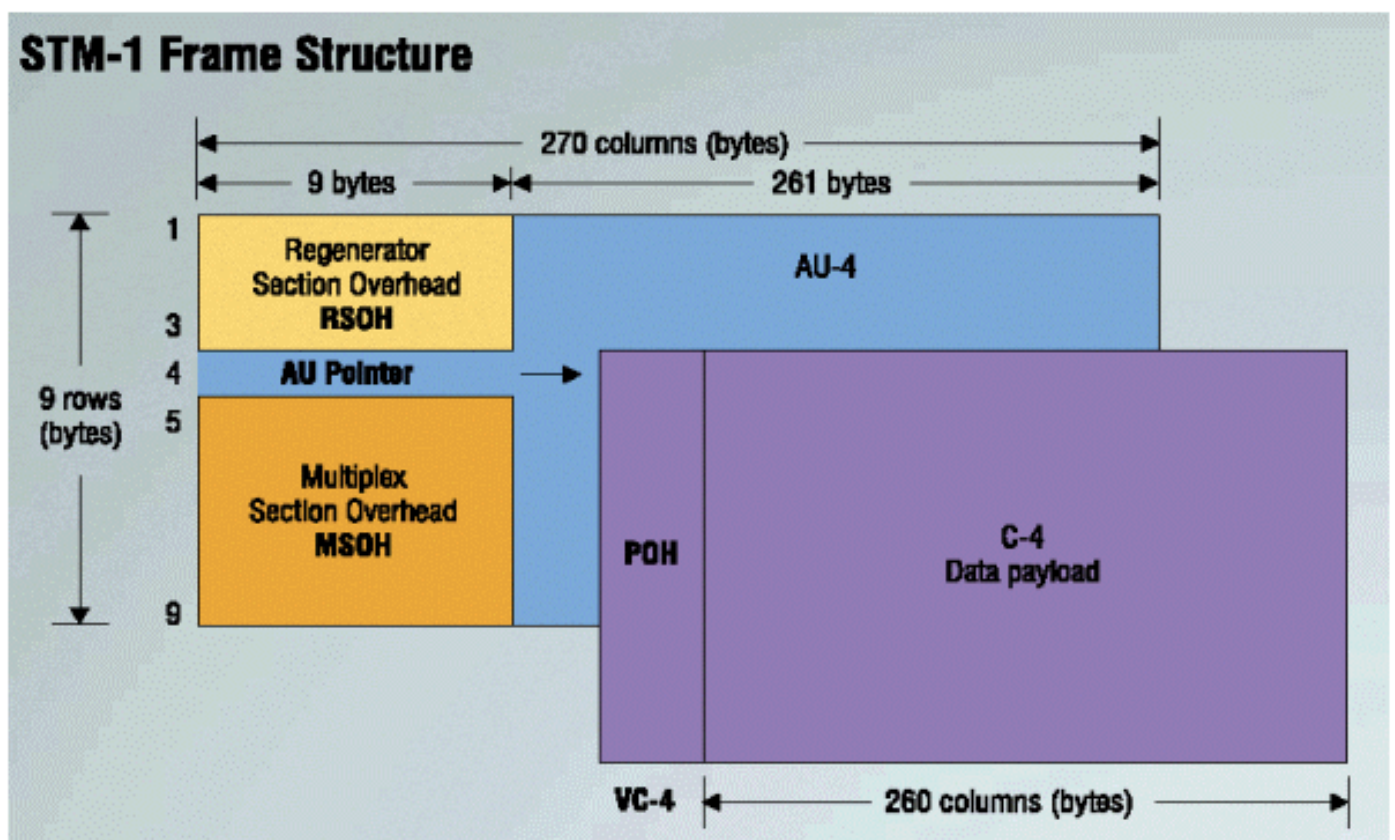 STM-1 Frame Structure
270 columns (bytes)
9 bytes
261 bytes
1
Regenerator
Section Overhead
RSOH
AU-4
3
4
AU Pointer
9 rows
(bytes)
5
Multiplex
Section Overhead
MSOH
POH
C-4
Data payload
9
VC-4
260 columns (bytes)